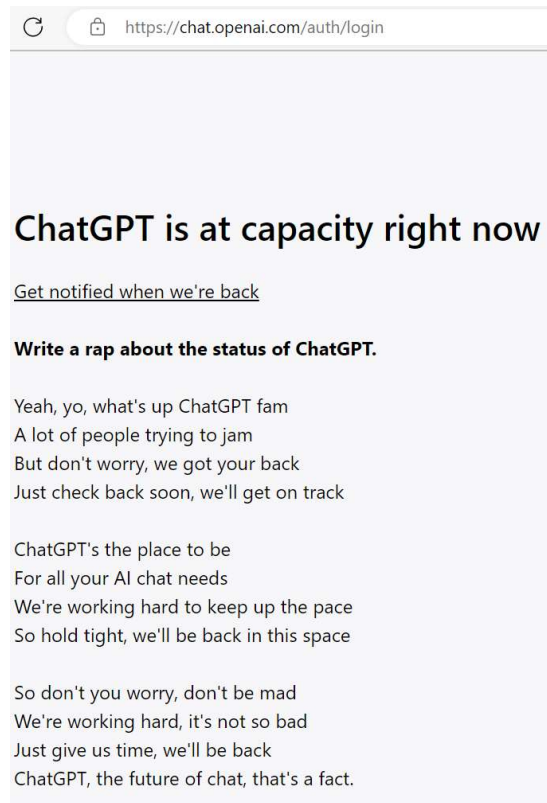 https://chat.openai.com/auth/login
ChatGPT is at capacity right now
Get notified when we're back
Write a rap about the status of ChatGPT.
Yeah, yo, what's up ChatGPT fam
A lot of people trying to jam
But don't worry, we got your back
Just check back soon, we'll get on track
ChatGPT's the place to be
For all your AI chat needs
We're working hard to keep up the pace
So hold tight, we'll be back in this space
So don't you worry, don't be mad
We're working hard, it's not so bad
Just give us time, we'll be back
ChatGPT, the future of chat, that's a fact.